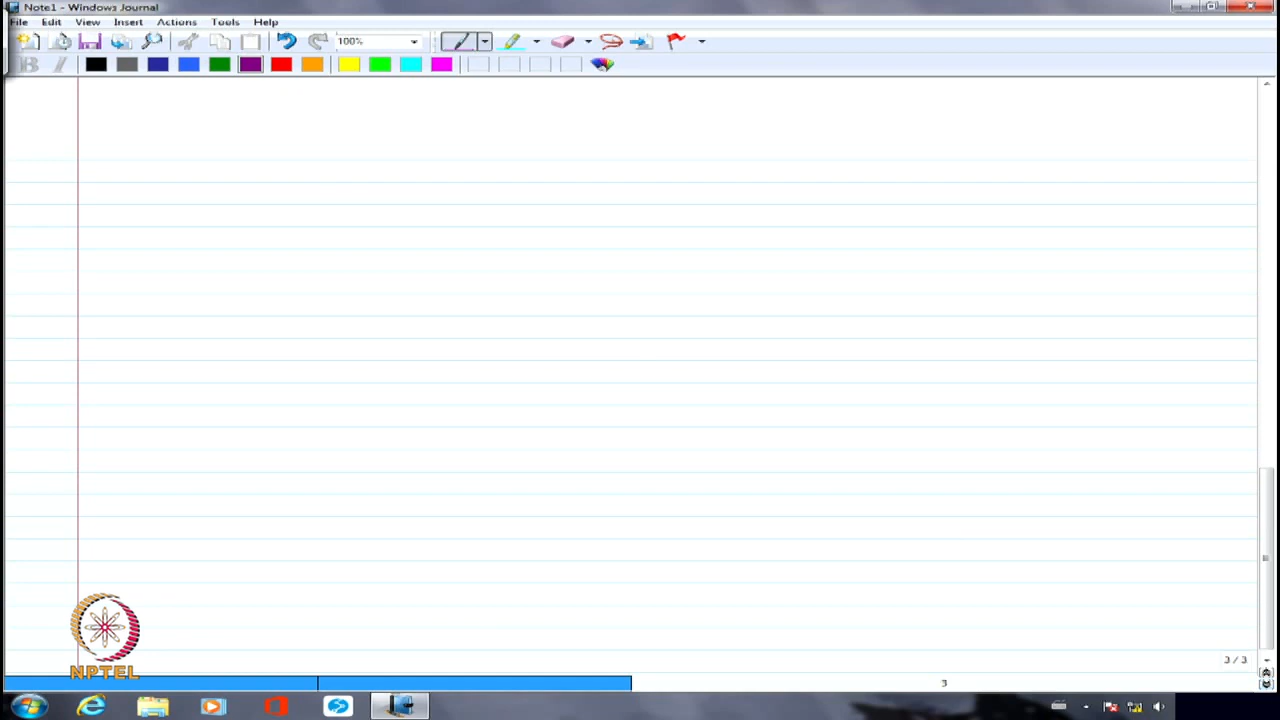 Note1 - Windows Journal
File Edit View Insert Actions Tools Help
100%
B I
NPTEL
3 / 3
3